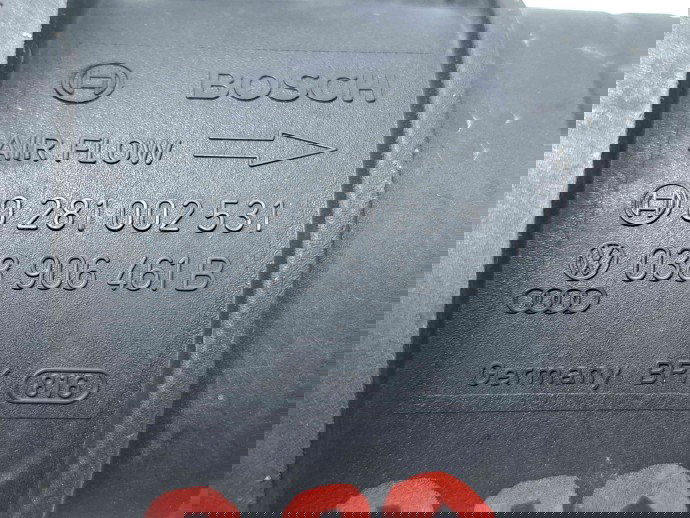 BOSCH
AIR FLOW
0 281 002 531
038 906 461 B
Germany